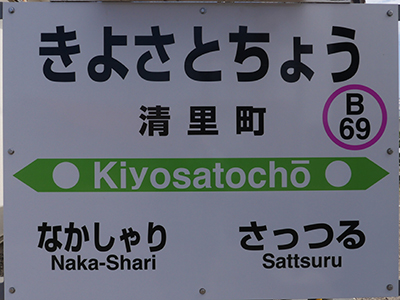 きよさとちょう
清里町
B
69
Kiyosatochō
なかしゃり さっつる
Naka-Shari Sattsuru